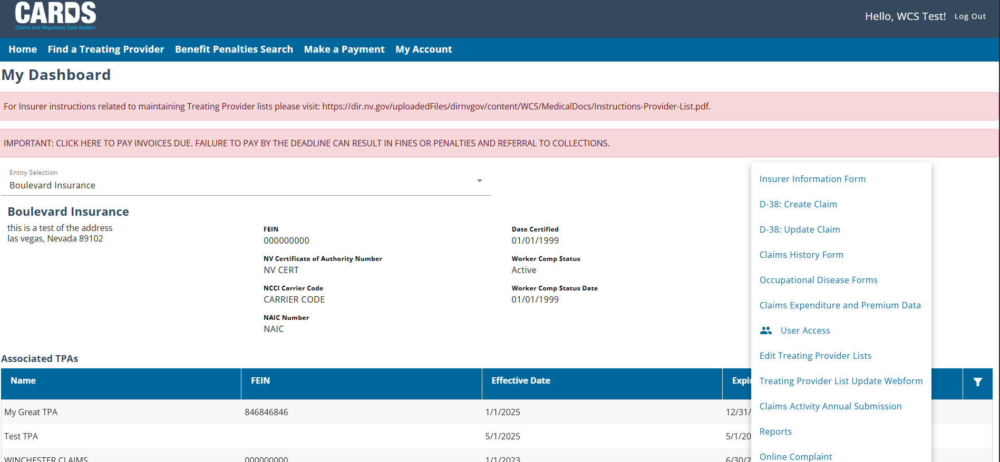 CARDS
Claims and Regulatory Data System
Hello, WCS Test! Log Out
Home Find a Treating Provider Benefit Penalties Search Make a Payment My Account
My Dashboard
For Insurer instructions related to maintaining Treating Provider lists please visit: https://dir.nv.gov/uploadedFiles/dirnvgov/content/WCS/MedicalDocs/Instructions-Provider-List.pdf.
IMPORTANT: CLICK HERE TO PAY INVOICES DUE. FAILURE TO PAY BY THE DEADLINE CAN RESULT IN FINES OR PENALTIES AND REFERRAL TO COLLECTIONS.
Entity Selection
Boulevard Insurance
Boulevard Insurance
this is a test of the address
las vegas, Nevada 89102
FEIN
000000000
NV Certificate of Authority Number
NV CERT
NCCI Carrier Code
CARRIER CODE
NAIC Number
NAIC
Date Certified
01/01/1999
Worker Comp Status
Active
Worker Comp Status Date
01/01/1999
Insurer Information Form
D-38: Create Claim
D-38: Update Claim
Claims History Form
Occupational Disease Forms
Claims Expenditure and Premium Data
User Access
Edit Treating Provider Lists
Treating Provider List Update Webform
Claims Activity Annual Submission
Reports
Online Complaint
Associated TPAs
Name FEIN Effective Date Expi
My Great TPA 846846846 1/1/2025 12/31/
Test TPA 5/1/2025 5/1/20
WINCHESTER CLAIMS 000000000 1/1/2023 6/30/2